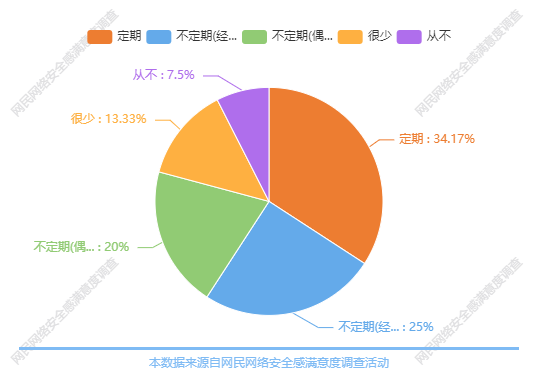 网民网络安全感满意度调查
网民网络安全感满意度调查
定期 不定期(经... 不定期(偶... 很少 从不
从不 : 7.5%
很少 : 13.33%
定期 : 34.17%
不定期(偶... : 20%
不定期(经... : 25%
网民网络安全感满意度调查
网民网络安全感满意度调查
本数据来源自网民网络安全感满意度调查活动